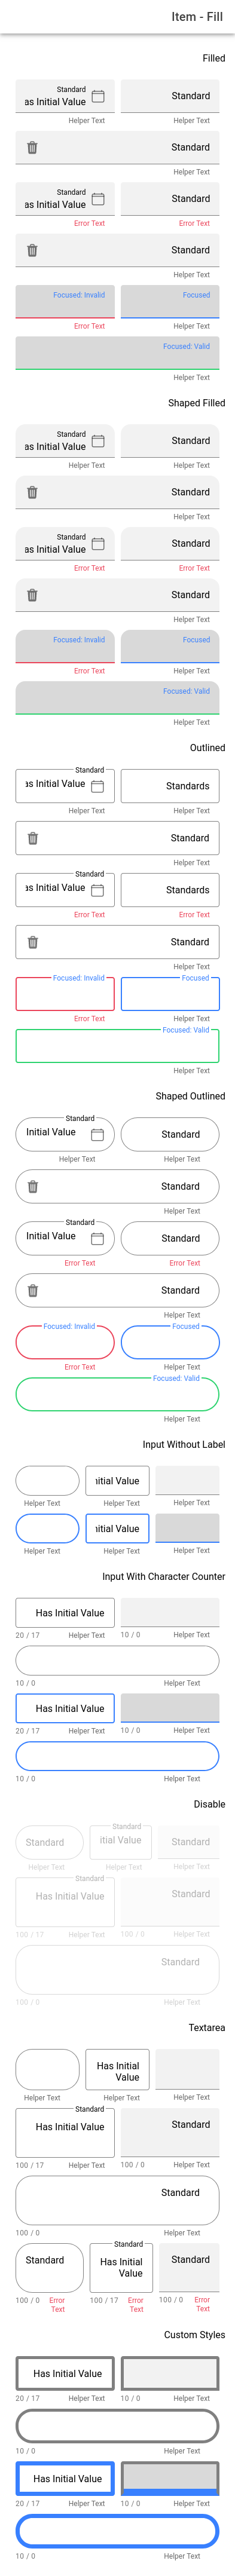 Item - Fill
Filled
Standard
as Initial Value
Standard
Helper Text
Helper Text
Standard
Helper Text
Standard
as Initial Value
Standard
Error Text
Error Text
Standard
Helper Text
Focused: Invalid
Focused
Error Text
Helper Text
Focused: Valid
Helper Text
Shaped Filled
Standard
as Initial Value
Standard
Helper Text
Helper Text
Standard
Helper Text
Standard
as Initial Value
Standard
Error Text
Error Text
Standard
Helper Text
Focused: Invalid
Focused
Error Text
Helper Text
Focused: Valid
Helper Text
Outlined
Standard
as Initial Value
Standards
Helper Text
Helper Text
Standard
Helper Text
Standard
as Initial Value
Standards
Error Text
Error Text
Standard
Helper Text
Focused: Invalid
Focused
Error Text
Helper Text
Focused: Valid
Helper Text
Shaped Outlined
Standard
Initial Value
Standard
Helper Text
Helper Text
Standard
Helper Text
Standard
Initial Value
Standard
Error Text
Error Text
Standard
Helper Text
Focused: Invalid
Focused
Error Text
Helper Text
Focused: Valid
Helper Text
Input Without Label
nitial Value
Helper Text
Helper Text
Helper Text
nitial Value
Helper Text
Helper Text
Helper Text
Input With Character Counter
Has Initial Value
20 / 17
Helper Text
10 / 0
Helper Text
10 / 0
Helper Text
Has Initial Value
20 / 17
Helper Text
10 / 0
Helper Text
10 / 0
Helper Text
Disable
Standard
Standard
itial Value
Standard
Helper Text
Helper Text
Helper Text
Standard
Has Initial Value
Standard
100 / 17
Helper Text
100 / 0
Helper Text
Standard
100 / 0
Helper Text
Textarea
Has Initial
Value
Helper Text
Helper Text
Helper Text
Standard
Has Initial Value
Standard
100 / 17
Helper Text
100 / 0
Helper Text
Standard
100 / 0
Helper Text
Standard
Standard
Has Initial
Value
Standard
100 / 0
Error
Text
100 / 17
Error
Text
100 / 0
Error
Text
Custom Styles
Has Initial Value
20 / 17
Helper Text
10 / 0
Helper Text
10 / 0
Helper Text
Has Initial Value
20 / 17
Helper Text
10 / 0
Helper Text
10 / 0
Helper Text